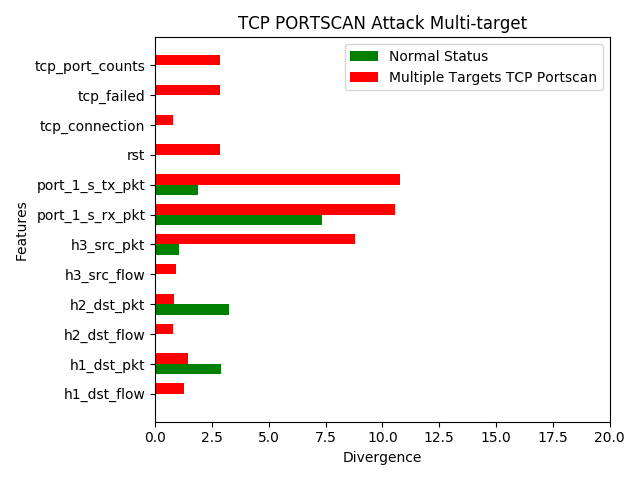 TCP PORTSCAN Attack Multi-target
Normal Status
Multiple Targets TCP Portscan
Features
tcp_port_counts
tcp_failed
tcp_connection
rst
port_1_s_tx_pkt
port_1_s_rx_pkt
h3_src_pkt
h3_src_flow
h2_dst_pkt
h2_dst_flow
h1_dst_pkt
h1_dst_flow
0.0 2.5 5.0 7.5 10.0 12.5 15.0 17.5 20.0
Divergence